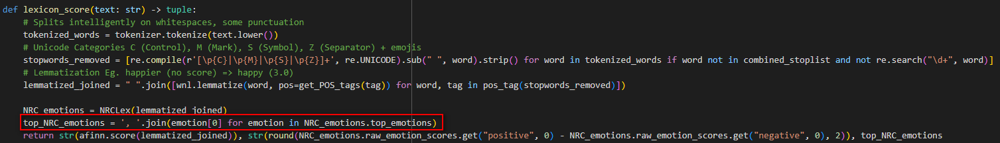 def lexicon_score(text: str) -> tuple:
    # Splits intelligently on whitespaces, some punctuation
    tokenized_words = tokenizer.tokenize(text.lower())
    # Unicode Categories C (Control), M (Mark), S (Symbol), Z (Separator) + emojis
    stopwords_removed = [re.compile(r'[\p{C}|\p{M}|\p{S}|\p{Z}]+', re.UNICODE).sub(" ", word).strip() for word in tokenized_words if word not in combined_stoplist and not re.search("\d+", word)]
    # Lemmatization Eg. happier (no score) => happy (3.0)
    lemmatized_joined = " ".join([wnl.lemmatize(word, pos=get_POS_tags(tag)) for word, tag in pos_tag(stopwords_removed)])
    NRC_emotions = NRCLex(lemmatized_joined)
    top_NRC_emotions = ', '.join(emotion[0] for emotion in NRC_emotions.top_emotions)
    return str(afinn.score(lemmatized_joined)), str(round(NRC_emotions.raw_emotion_scores.get("positive", 0) - NRC_emotions.raw_emotion_scores.get("negative", 0), 2)), top_NRC_emotions